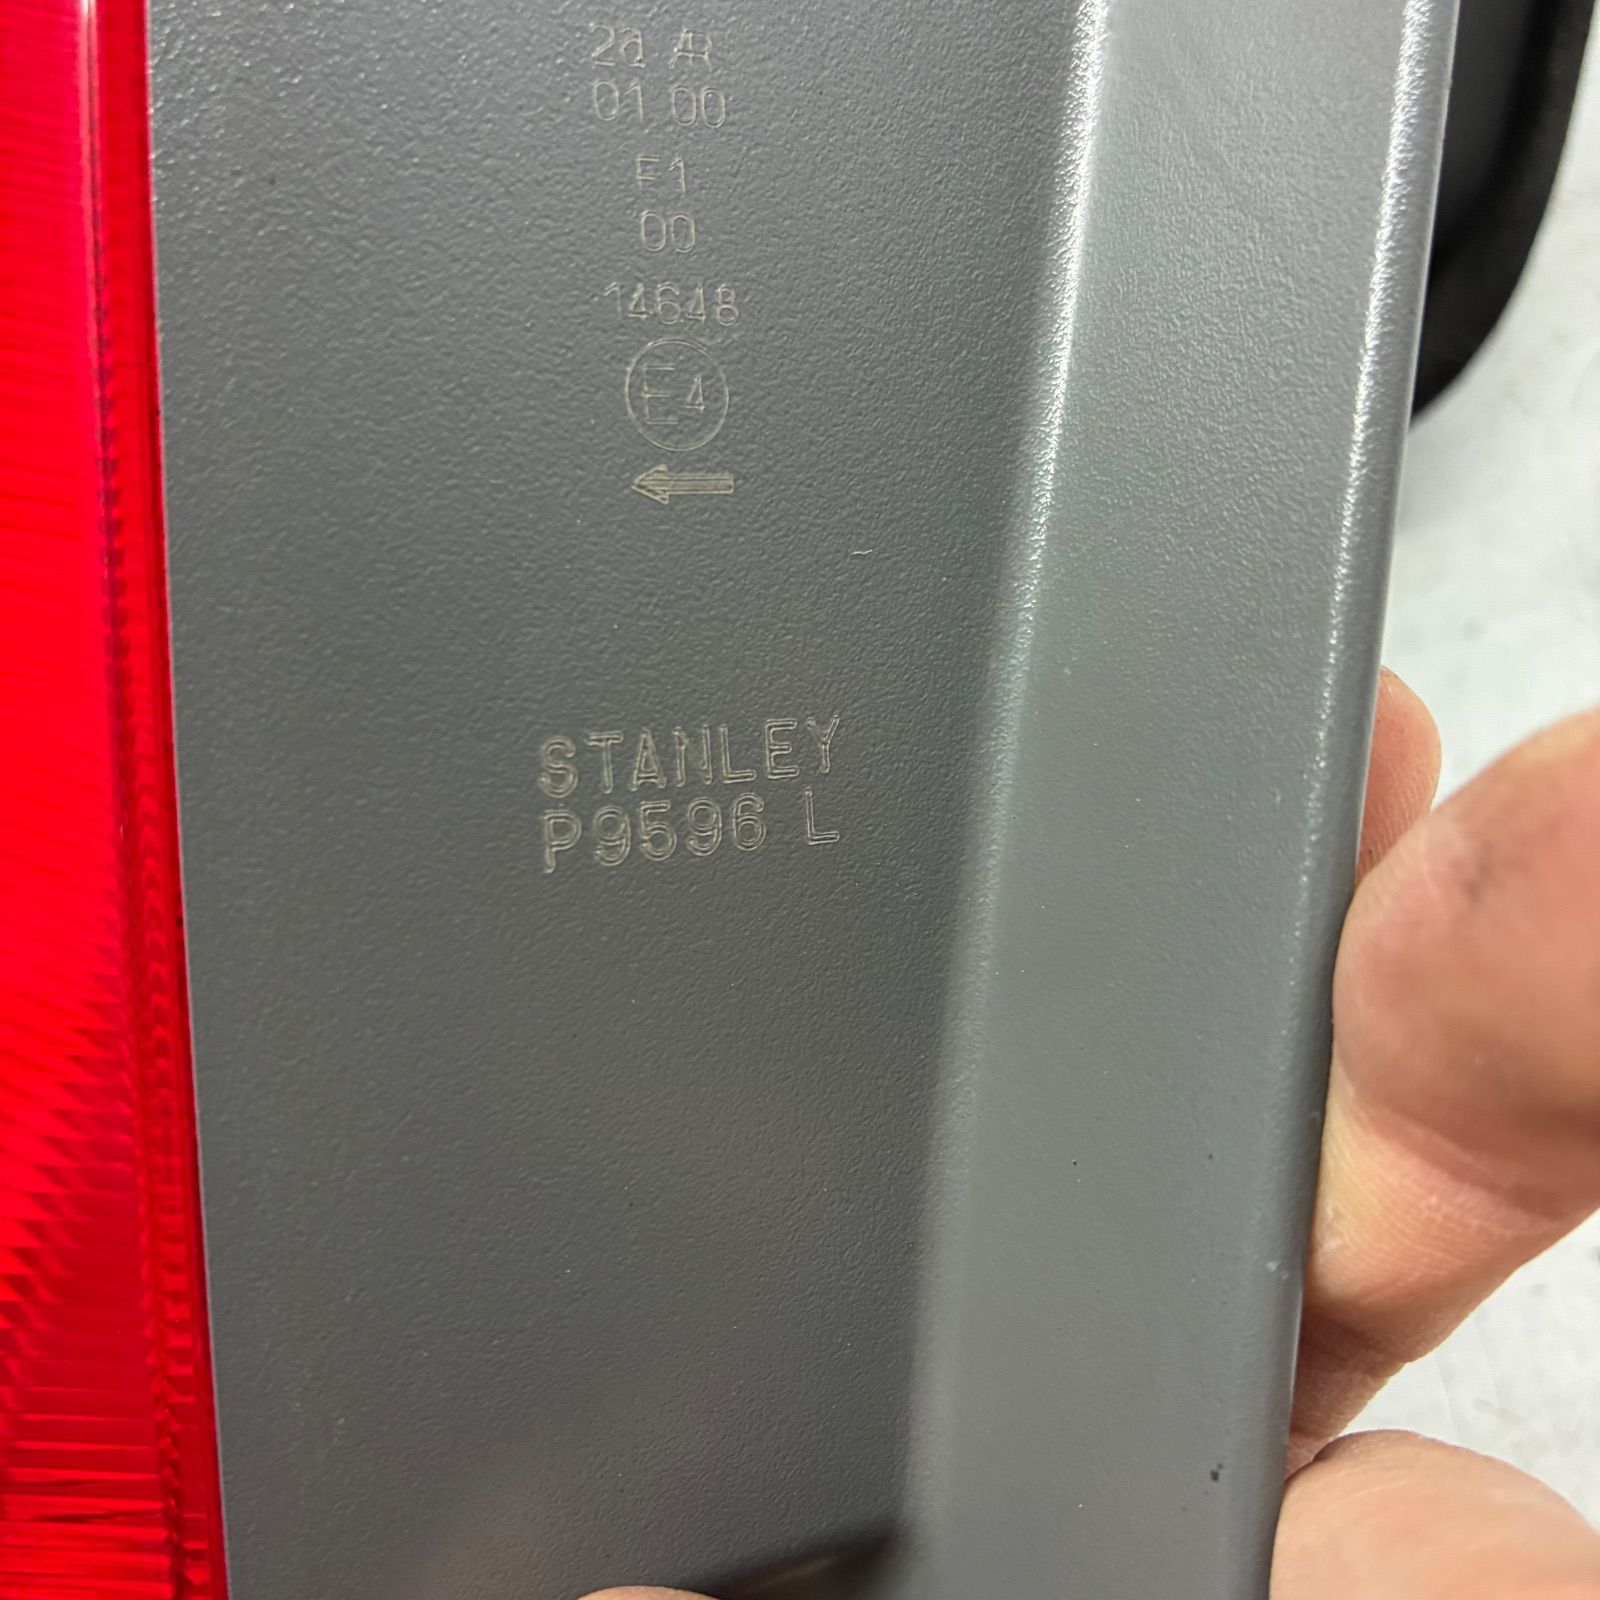 2a AR
01 00
F1
00
14648
E4
←
STANLEY
P9596 L